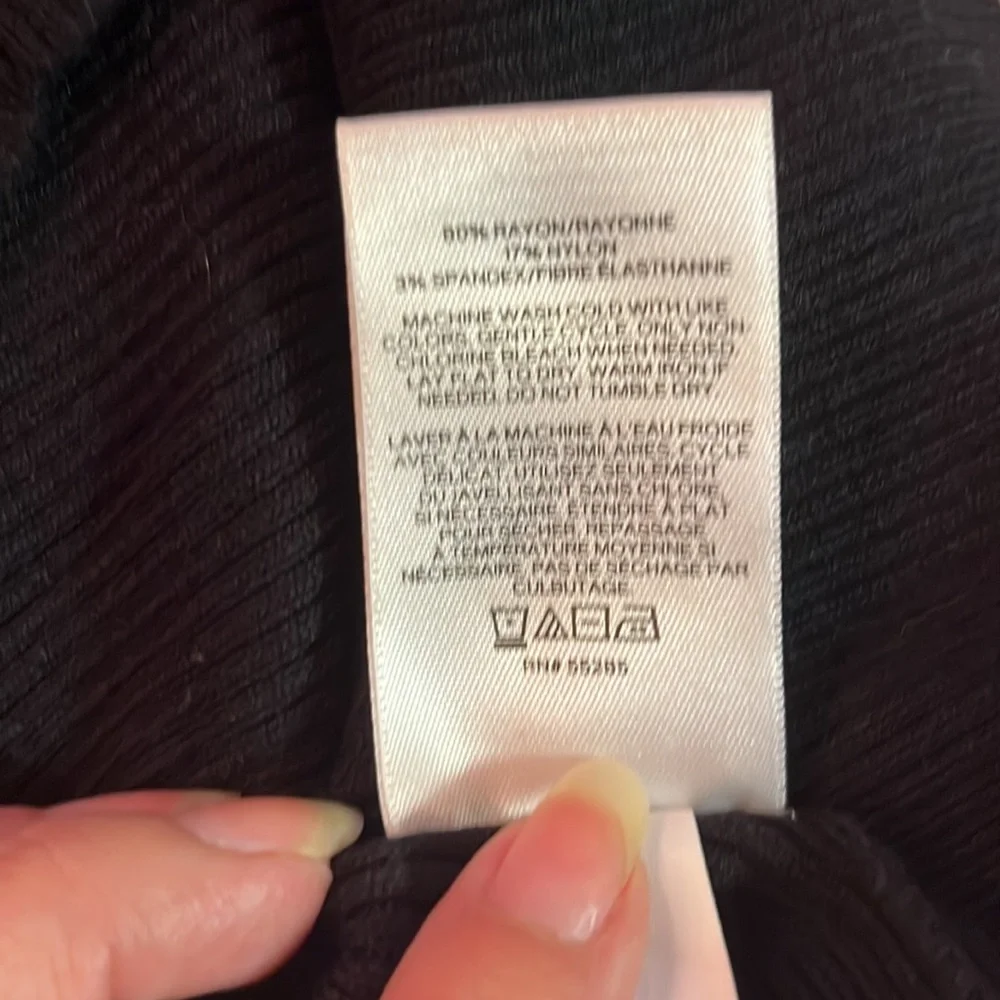 80% RAYON/RAYONNE
17% NYLON
3% SPANDEX/FIBRE ÉLASTHANNE
MACHINE WASH COLD WITH LIKE
COLORS, GENTLE CYCLE. ONLY NON-
CHLORINE BLEACH WHEN NEEDED.
LAY FLAT TO DRY. WARM IRON IF
NEEDED. DO NOT TUMBLE DRY.
LAVER À LA MACHINE À L'EAU FROIDE
AVEC COULEURS SIMILAIRES, CYCLE
DÉLICAT. UTILISEZ SEULEMENT
DU JAVELLISANT SANS CHLORE
SI NÉCESSAIRE. ÉTENDRE À PLAT
POUR SÉCHER. REPASSAGE
À TEMPÉRATURE MOYENNE SI
NÉCESSAIRE. PAS DE SÉCHAGE PAR
CULBUTAGE.
RN# 55285